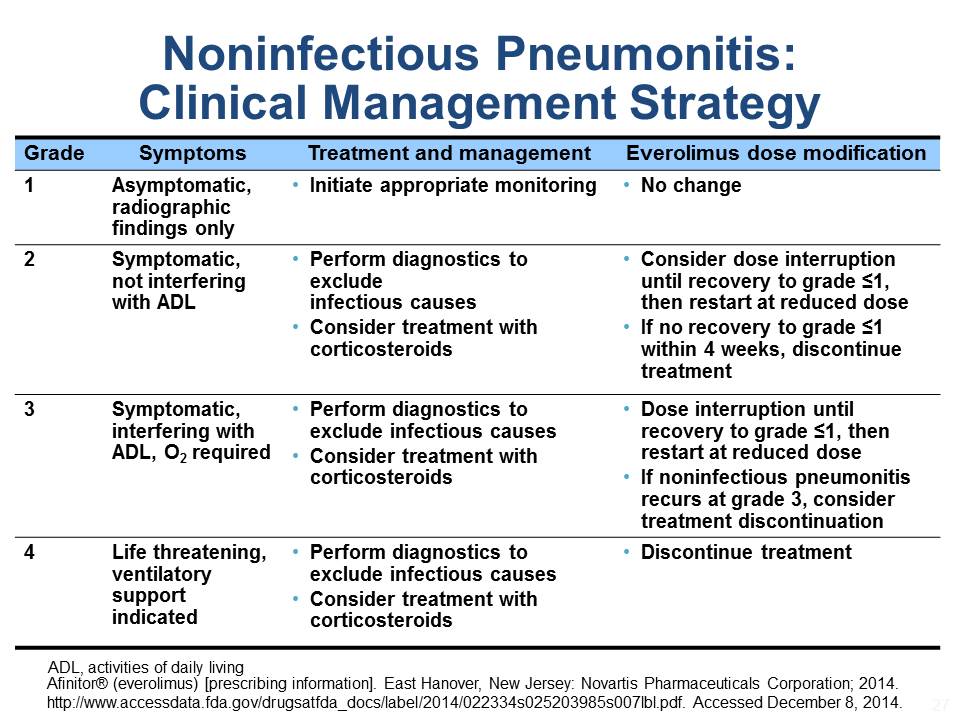 Noninfectious Pneumonitis:
Clinical Management Strategy
Grade Symptoms Treatment and management Everolimus dose modification
1 Asymptomatic, • Initiate appropriate monitoring • No change
radiographic
findings only
2 Symptomatic, • Perform diagnostics to • Consider dose interruption
not interfering exclude until recovery to grade ≤1,
with ADL infectious causes then restart at reduced dose
• Consider treatment with • If no recovery to grade ≤1
corticosteroids within 4 weeks, discontinue
treatment
3 Symptomatic, • Perform diagnostics to • Dose interruption until
interfering with exclude infectious causes recovery to grade ≤1, then
ADL, O₂ required • Consider treatment with restart at reduced dose
corticosteroids • If noninfectious pneumonitis
recurs at grade 3, consider
treatment discontinuation
4 Life threatening, • Perform diagnostics to • Discontinue treatment
ventilatory exclude infectious causes
support • Consider treatment with
indicated corticosteroids
ADL, activities of daily living
Afinitor® (everolimus) [prescribing information]. East Hanover, New Jersey: Novartis Pharmaceuticals Corporation; 2014.
http://www.accessdata.fda.gov/drugsatfda_docs/label/2014/022334s025203985s007lbl.pdf. Accessed December 8, 2014.
27